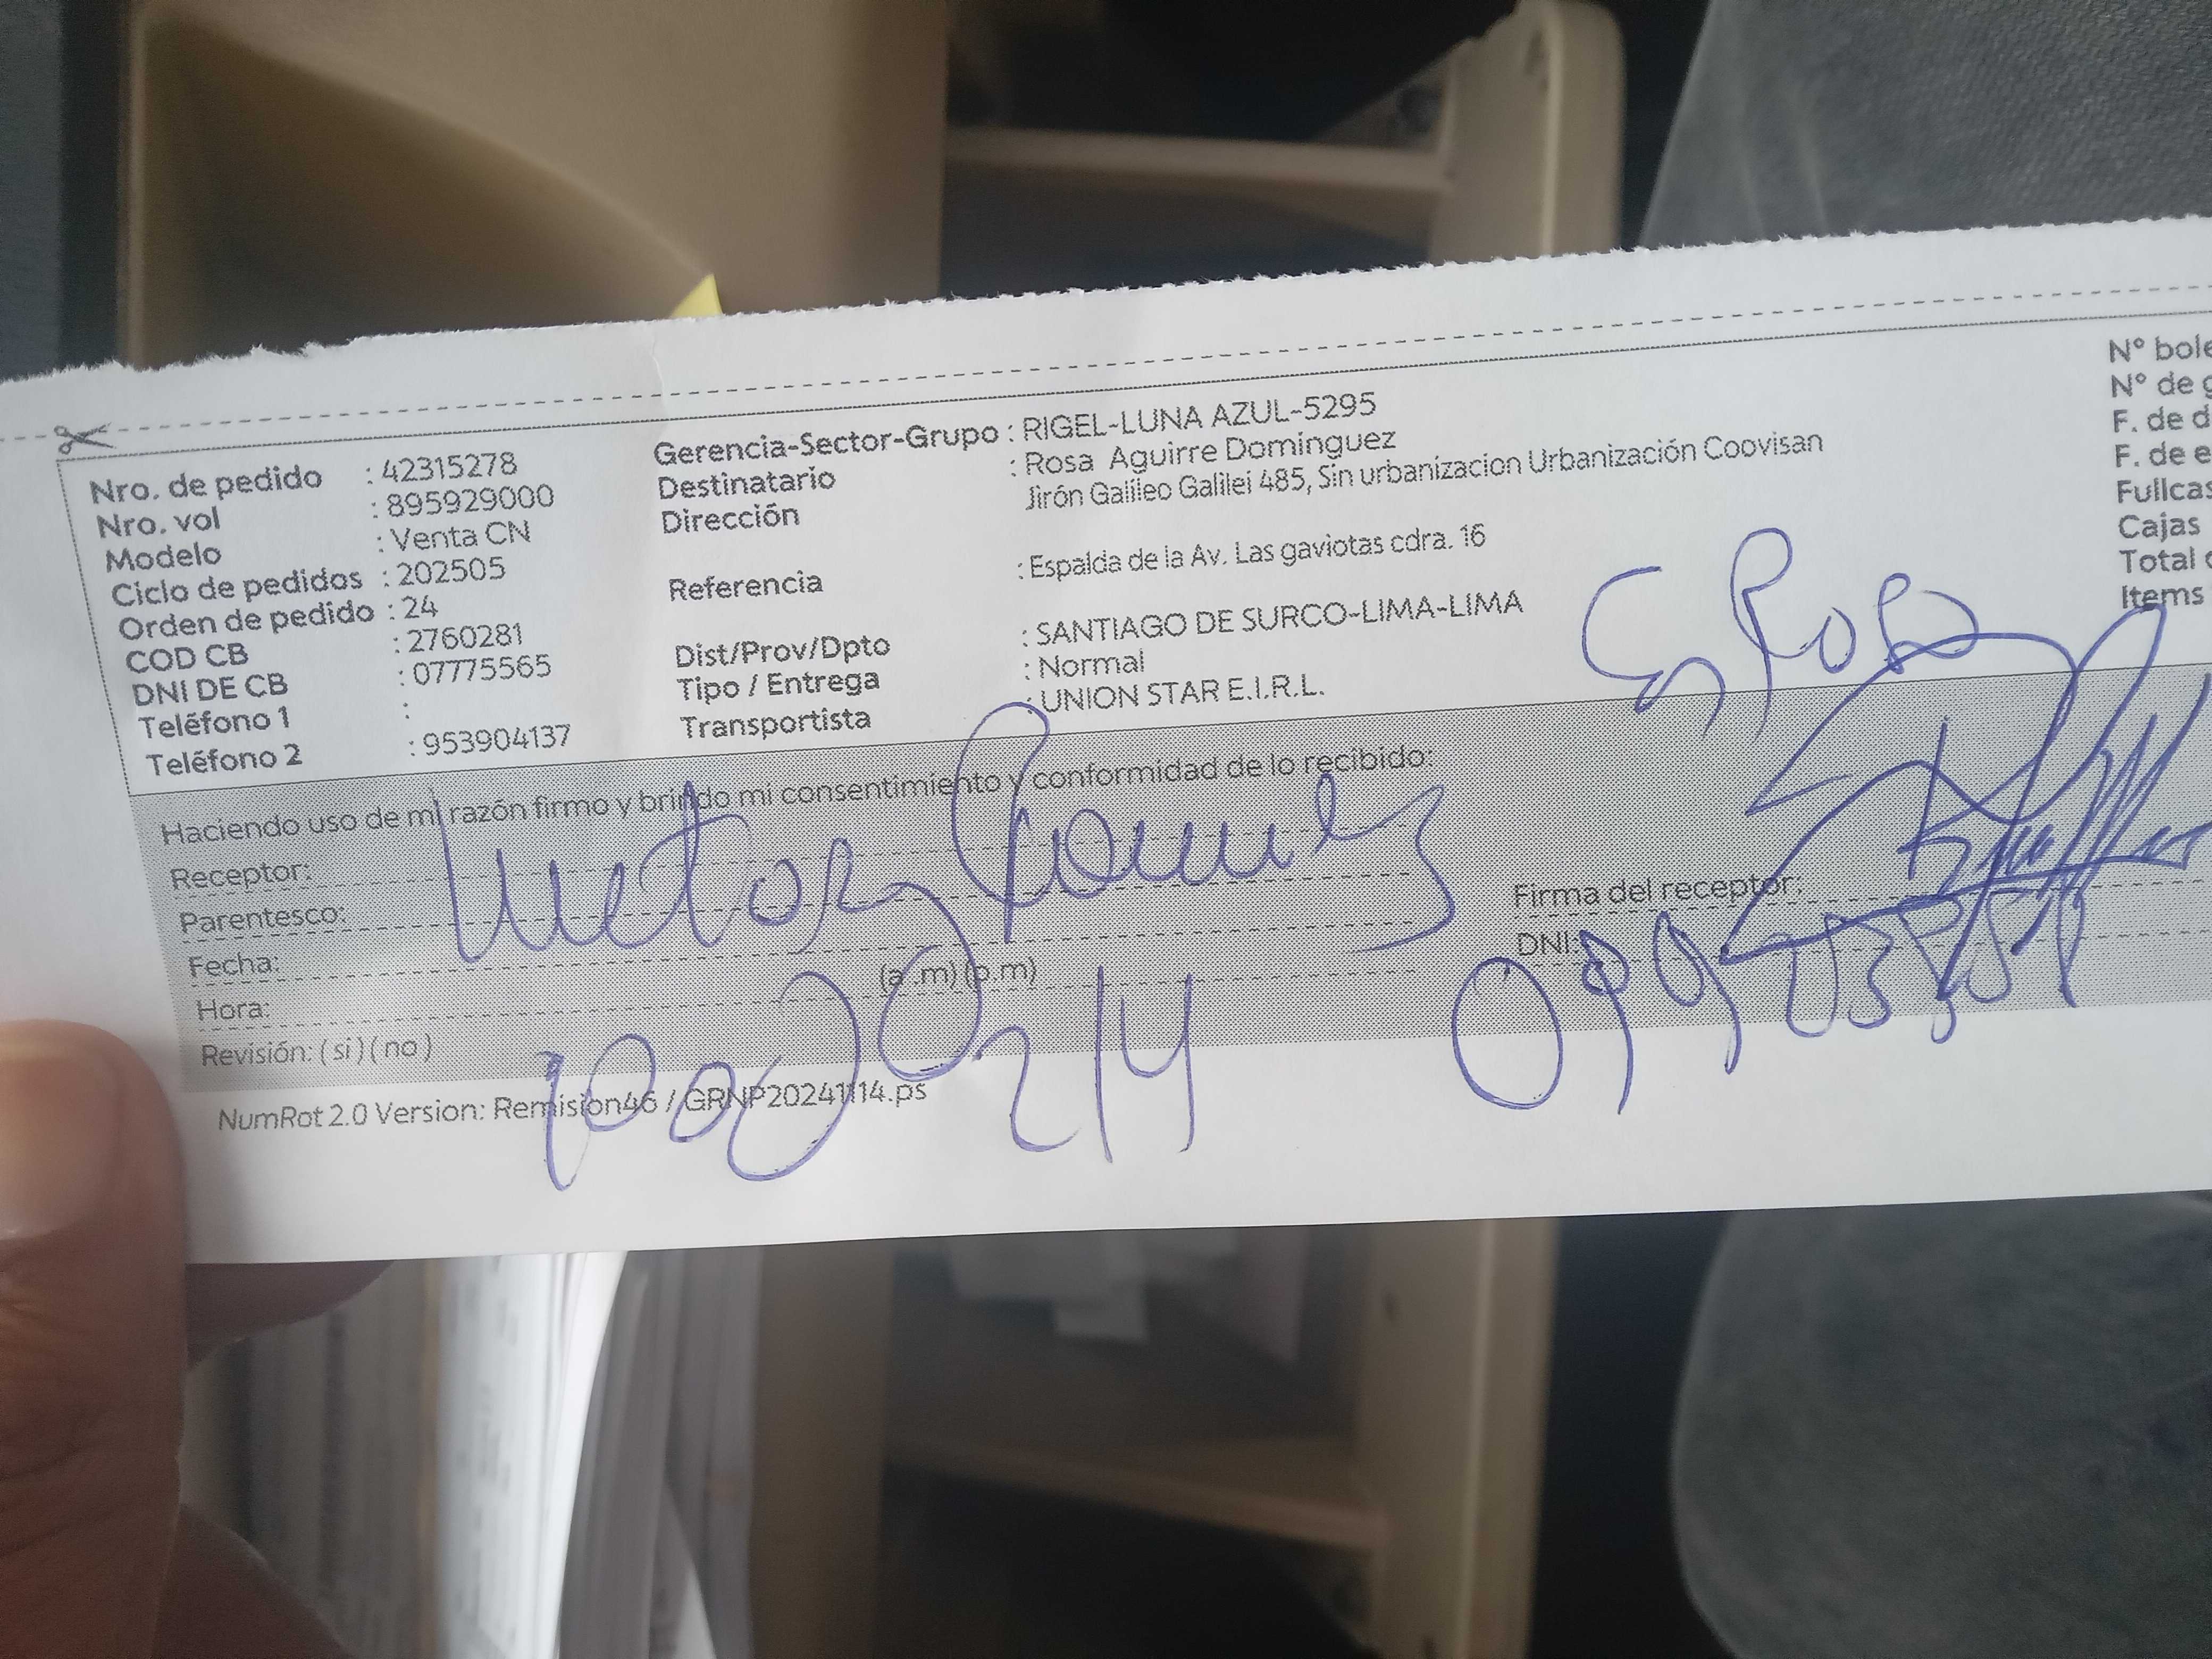 Nro. de pedido : 42315278
Nro. vol : 895929000
Modelo : Venta CN
Ciclo de pedidos : 202505
Orden de pedido : 24
COD CB : 2760281
DNI DE CB : 07775565
Teléfono 1 :
Teléfono 2 : 953904137
Gerencia-Sector-Grupo : RIGEL-LUNA AZUL-5295
Destinatario : Rosa Aguirre Dominguez
Dirección Jirón Galileo Galilei 485, Sin urbanizacion Urbanización Coovisan
Referencia : Espalda de la Av. Las gaviotas cdra. 16
Dist/Prov/Dpto : SANTIAGO DE SURCO-LIMA-LIMA
Tipo / Entrega : Normal
Transportista : UNION STAR E.I.R.L.
N° bole
N° de g
F. de d
F. de e
Fullcas
Cajas
Total
Items
Rosa
Haciendo uso de mi razón firmo y brindo mi consentimiento y conformidad de lo recibido:
Receptor:
Parentesco:
Fecha:
Hora: (a .m) (p.m)
Revisión: ( si ) ( no )
Firma del receptor:
DNI:
NumRot 2.0 Version: Remision46 / GRNP20241114.ps